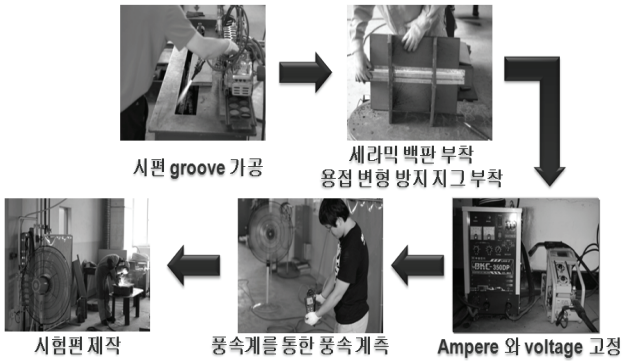 시편 groove 가공
세라믹 백판 부착
용접 변형 방지 지그 부착
Ampere 와 voltage 고정
풍속계를 통한 풍속 계측
시험편 제작